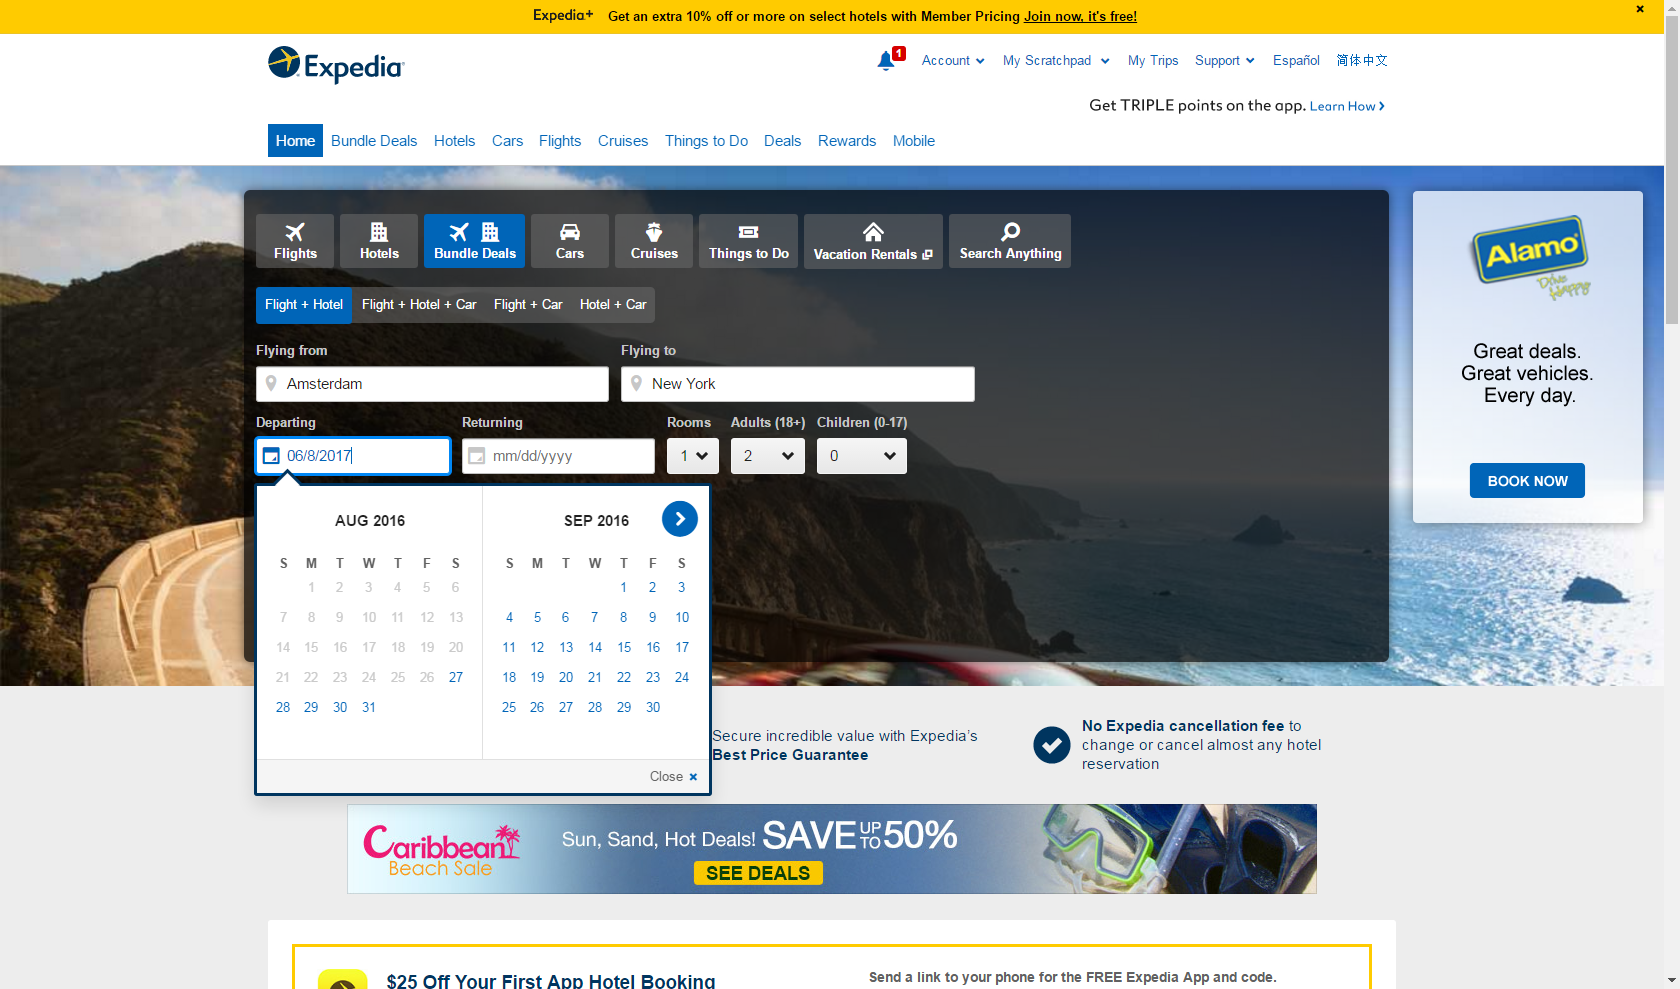 Expedia+ Get an extra 10% off or more on select hotels with Member Pricing Join now, it's free!
Expedia
1 Account My Scratchpad My Trips Support Español 简体中文
Get TRIPLE points on the app. Learn How
Home Bundle Deals Hotels Cars Flights Cruises Things to Do Deals Rewards Mobile
Flights Hotels Bundle Deals Cars Cruises Things to Do Vacation Rentals Search Anything
Flight + Hotel Flight + Hotel + Car Flight + Car Hotel + Car
Flying from Flying to
Amsterdam New York
Departing Returning Rooms Adults (18+) Children (0-17)
06/8/2017 mm/dd/yyyy 1 2 0
AUG 2016
S M T W T F S
1 2 3 4 5 6
7 8 9 10 11 12 13
14 15 16 17 18 19 20
21 22 23 24 25 26 27
28 29 30 31
SEP 2016
S M T W T F S
1 2 3
4 5 6 7 8 9 10
11 12 13 14 15 16 17
18 19 20 21 22 23 24
25 26 27 28 29 30
Close
Alamo
Drive Happy
Great deals.
Great vehicles.
Every day.
BOOK NOW
Secure incredible value with Expedia's
Best Price Guarantee
No Expedia cancellation fee to
change or cancel almost any hotel
reservation
Caribbean
Beach Sale
Sun, Sand, Hot Deals! SAVE UP TO 50%
SEE DEALS
$25 Off Your First App Hotel Booking
Send a link to your phone for the FREE Expedia App and code.